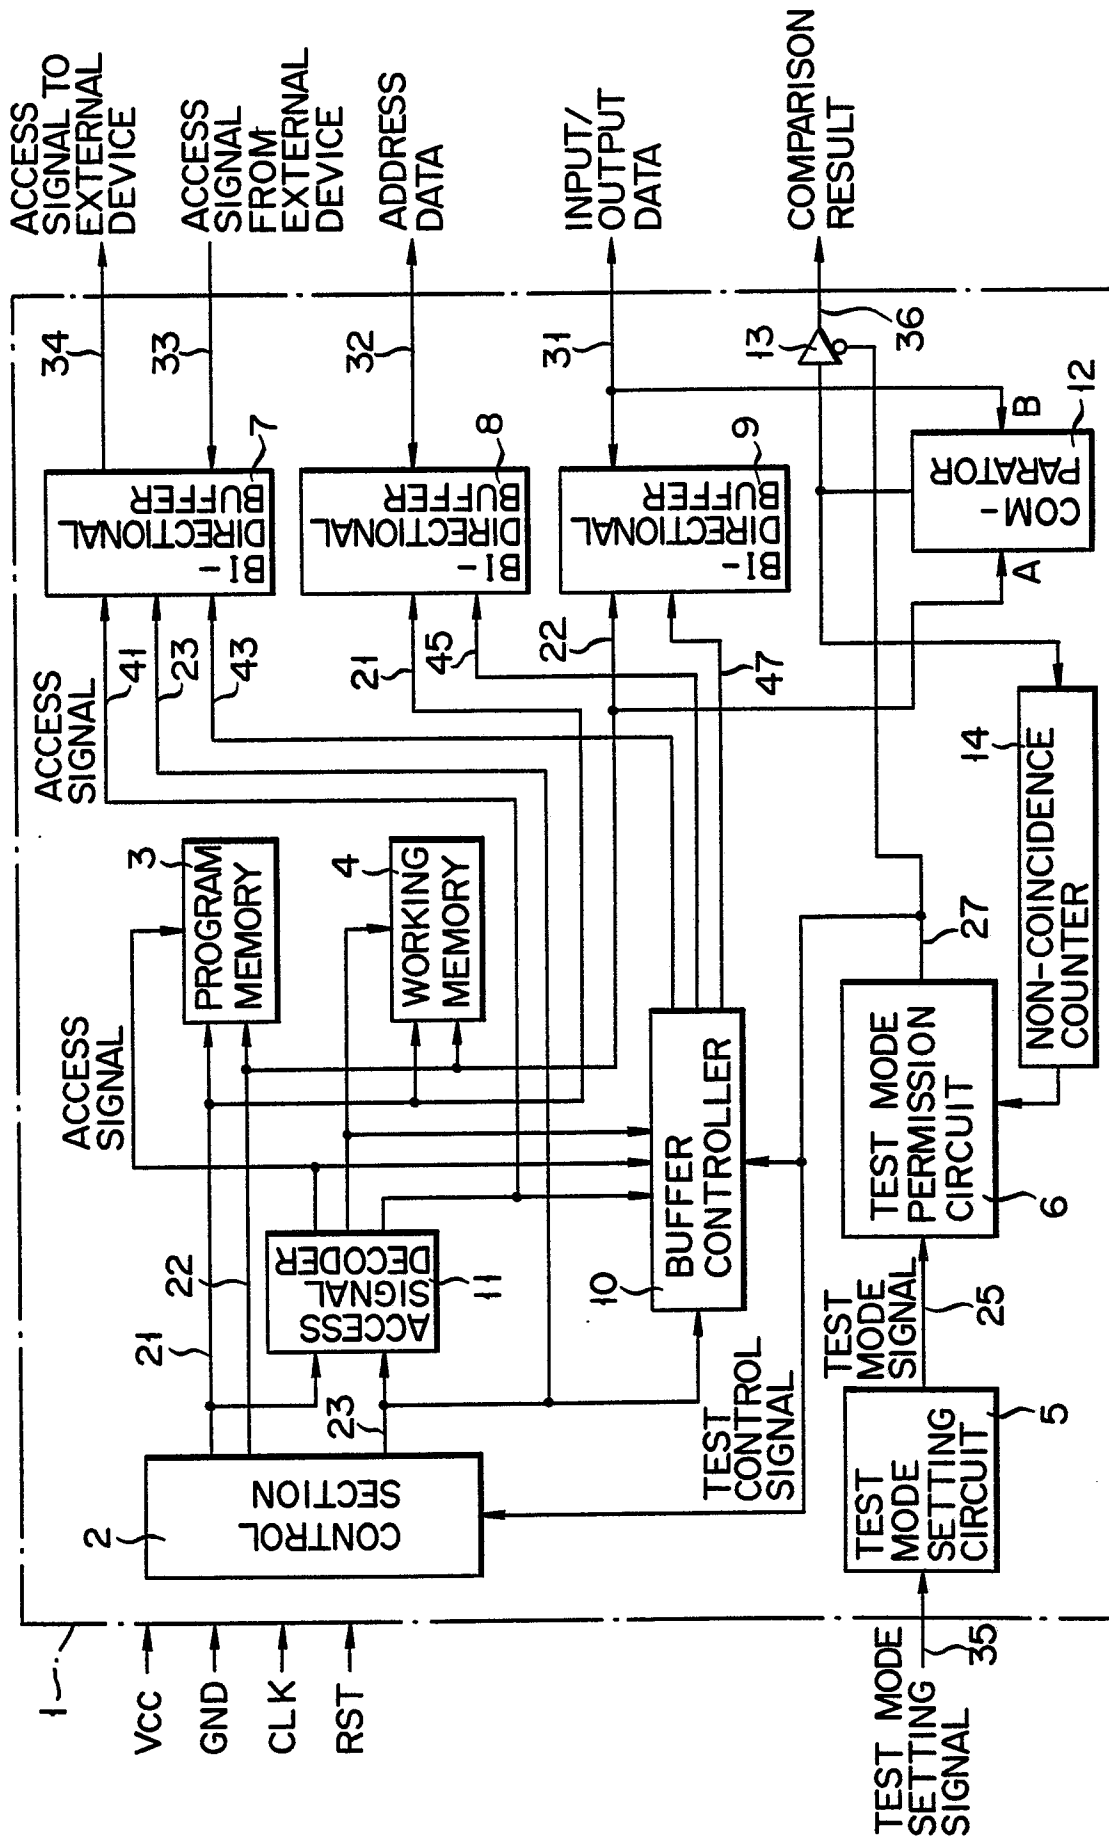 1
VCC
GND
CLK
RST
2
CONTROL
SECTION
21
22
23
ACCESS
SIGNAL
DECODER
11
ACCESS
SIGNAL
3
PROGRAM
MEMORY
4
WORKING
MEMORY
ACCESS
SIGNAL
41
23
43
21
45
22
47
BI-
DIRECTIONAL
BUFFER
7
BI-
DIRECTIONAL
BUFFER
8
BI-
DIRECTIONAL
BUFFER
9
34
33
32
31
ACCESS
SIGNAL TO
EXTERNAL
DEVICE
ACCESS
SIGNAL
FROM
EXTERNAL
DEVICE
ADDRESS
DATA
INPUT/
OUTPUT
DATA
COMPARISON
RESULT
10
BUFFER
CONTROLLER
TEST
CONTROL
SIGNAL
TEST MODE
SETTING
SIGNAL
35
TEST
MODE
SETTING
CIRCUIT
5
TEST
MODE
SIGNAL
25
TEST MODE
PERMISSION
CIRCUIT
6
27
14
NON-COINCIDENCE
COUNTER
13
36
A
B
COM-
PARATOR
12